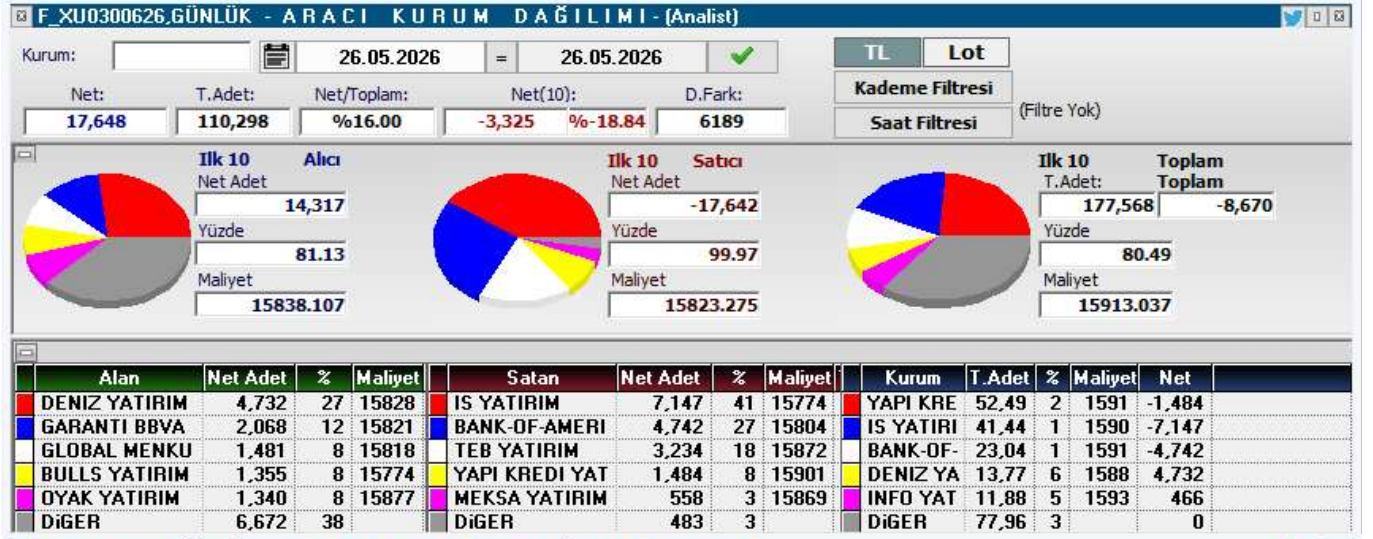 F_XU0300626,GÜNLÜK - ARACI KURUM DAĞILIMI - (Analist)
Kurum: 26.05.2026 = 26.05.2026 TL Lot
Kademe Filtresi
Net: T.Adet: Net/Toplam: Net(10): D.Fark:
17,648 110,298 %16.00 -3,325 %-18.84 6189
Saat Filtresi (Filtre Yok)
Ilk 10 Alıcı
Net Adet
14,317
Yüzde
81.13
Maliyet
15838.107
Ilk 10 Satıcı
Net Adet
-17,642
Yüzde
99.97
Maliyet
15823.275
Ilk 10 Toplam
T.Adet: Toplam
177,568 -8,670
Yüzde
80.49
Maliyet
15913.037
Alan Net Adet % Maliyet Satan Net Adet % Maliyet Kurum T.Adet % Maliyet Net
DENIZ YATIRIM 4,732 27 15828 IS YATIRIM 7,147 41 15774 YAPI KRE 52,49 2 1591 -1,484
GARANTI BBVA 2,068 12 15821 BANK-OF-AMERI 4,742 27 15804 IS YATIRI 41,44 1 1590 -7,147
GLOBAL MENKU 1,481 8 15818 TEB YATIRIM 3,234 18 15872 BANK-OF- 23,04 1 1591 -4,742
BULLS YATIRIM 1,355 8 15774 YAPI KREDI YAT 1,484 8 15901 DENIZ YA 13,77 6 1588 4,732
OYAK YATIRIM 1,340 8 15877 MEKSA YATIRIM 558 3 15869 INFO YAT 11,88 5 1593 466
DiGER 6,672 38 DiGER 483 3 DiGER 77,96 3 0